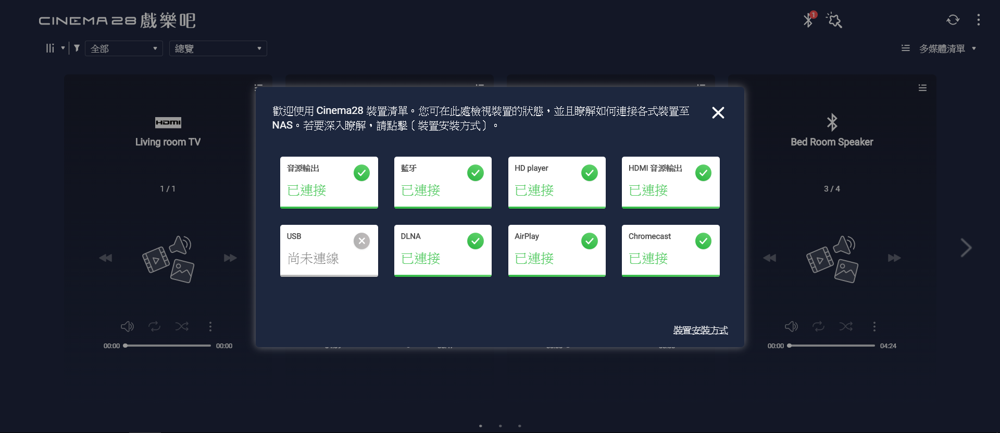 CINEMA28 戲樂吧
1
全部
總覽
多媒體清單
歡迎使用 Cinema28 裝置清單。您可在此處檢視裝置的狀態，並且瞭解如何連接各式裝置至
NAS。若要深入瞭解，請點擊〔裝置安裝方式〕。
HDMI
Living room TV
1 / 1
00:00
00:00
音源輸出
已連接
藍牙
已連接
HD player
已連接
HDMI 音源輸出
已連接
USB
尚未連線
DLNA
已連接
AirPlay
已連接
Chromecast
已連接
裝置安裝方式
Bed Room Speaker
3 / 4
00:00
04:24